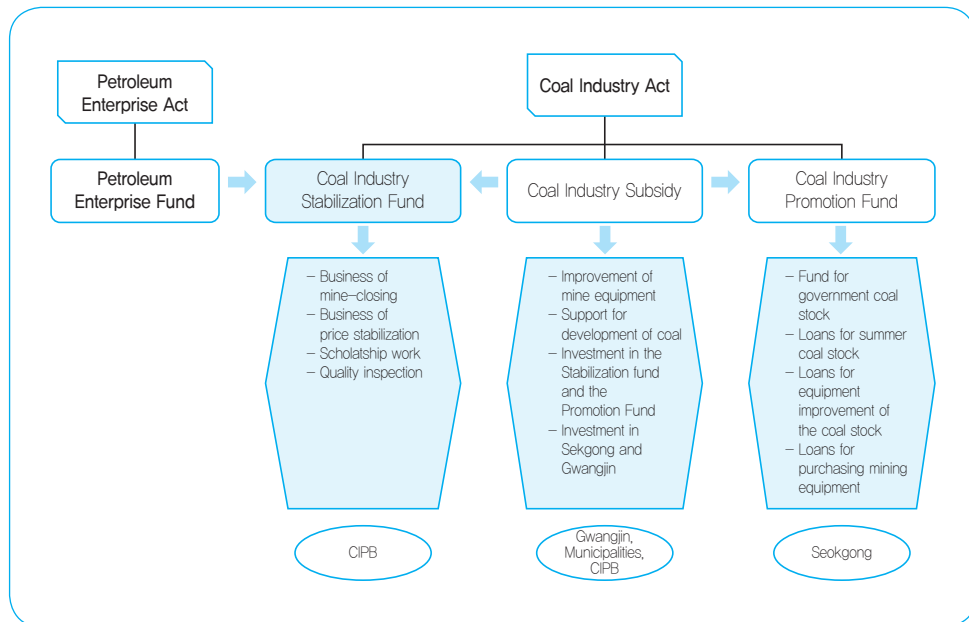 Petroleum
Enterprise Act
Coal Industry Act
Petroleum
Enterprise Fund
Coal Industry
Stabilization Fund
Coal Industry Subsidy
Coal Industry
Promotion Fund
– Business of
mine-closing
– Business of
price stabilization
– Scholatship work
– Quality inspection
– Improvement of
mine equipment
– Support for
development of coal
– Investment in the
Stabilization fund
and the
Promotion Fund
– Investment in
Sekgong and
Gwangjin
– Fund for
government coal
stock
– Loans for summer
coal stock
– Loans for
equipment
improvement of
the coal stock
– Loans for
purchasing mining
equipment
CIPB
Gwangjin,
Municipalities,
CIPB
Seokgong